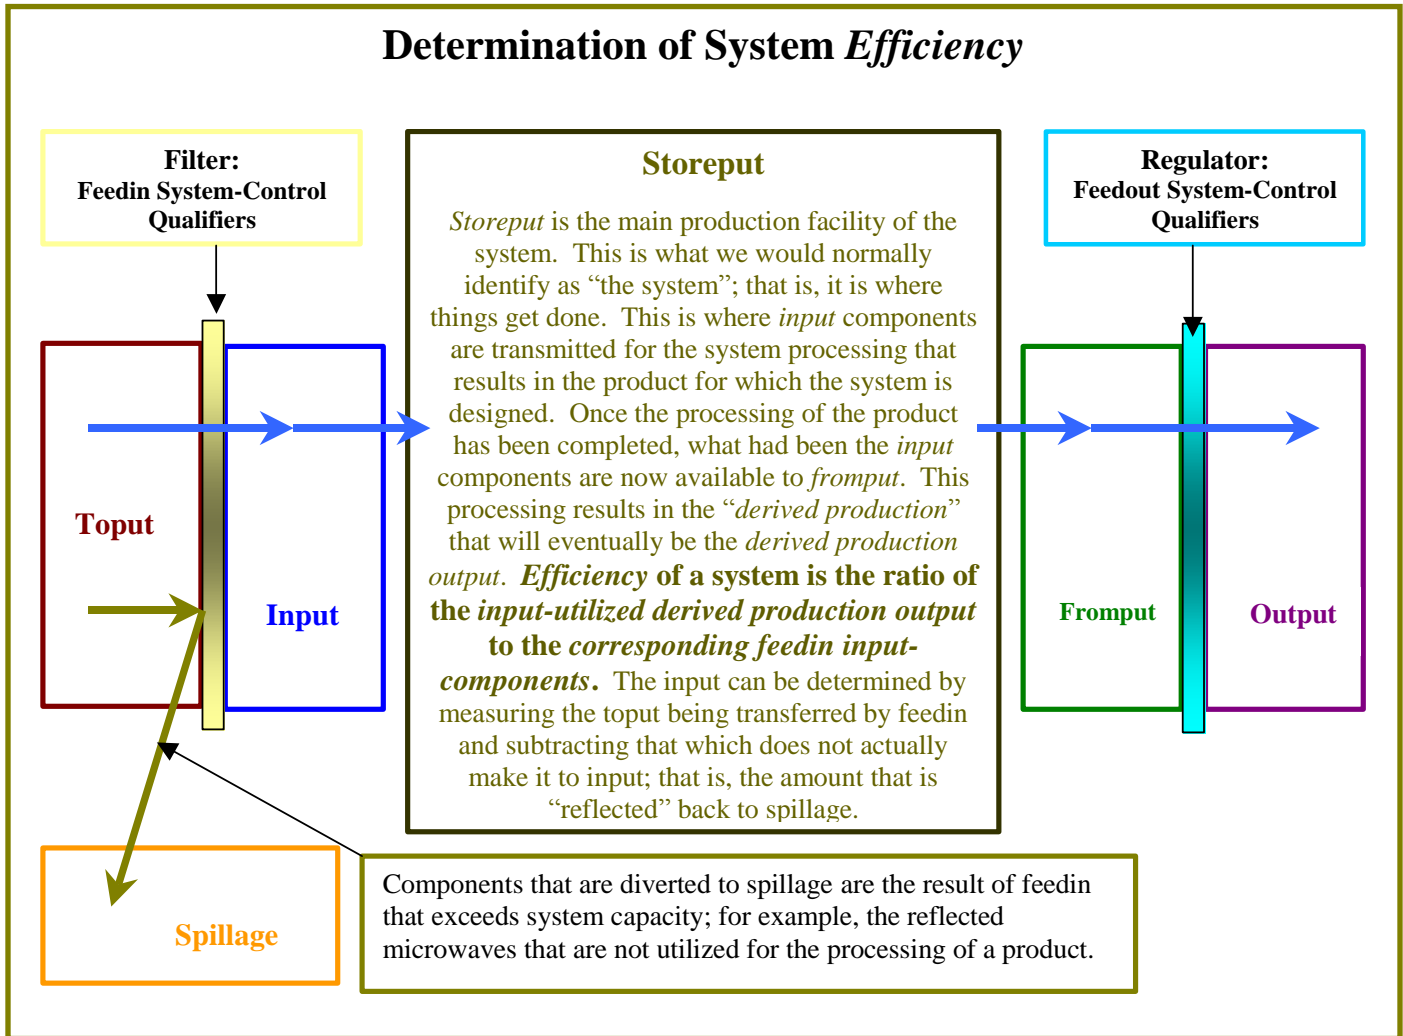 Determination of System Efficiency
Filter:
Feedin System-Control
Qualifiers
Storeput
Storeput is the main production facility of the
system.  This is what we would normally
identify as “the system”; that is, it is where
things get done.  This is where input components
are transmitted for the system processing that
results in the product for which the system is
designed.  Once the processing of the product
has been completed, what had been the input
components are now available to fromput.  This
processing results in the “derived production”
that will eventually be the derived production
output.  Efficiency of a system is the ratio of
the input-utilized derived production output
to the corresponding feedin input-
components.  The input can be determined by
measuring the toput being transferred by feedin
and subtracting that which does not actually
make it to input; that is, the amount that is
“reflected” back to spillage.
Regulator:
Feedout System-Control
Qualifiers
Toput
Input
Fromput
Output
Spillage
Components that are diverted to spillage are the result of feedin
that exceeds system capacity; for example, the reflected
microwaves that are not utilized for the processing of a product.